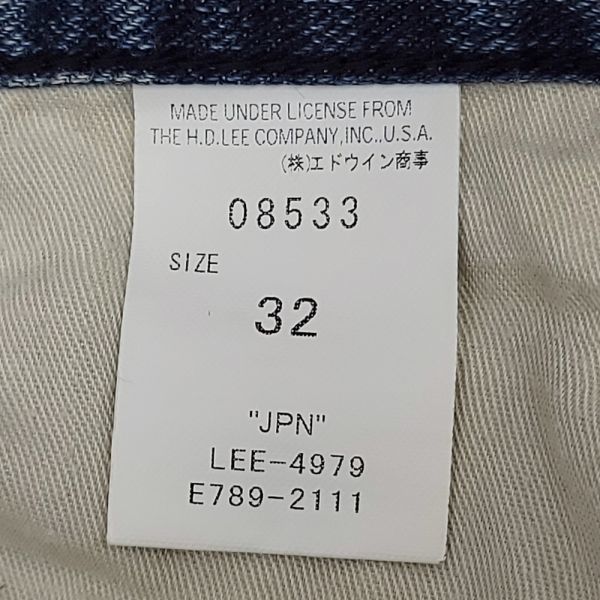 MADE UNDER LICENSE FROM
THE H.D.LEE COMPANY,INC.,U.S.A.
(株)エドウイン商事
08533
SIZE
32
"JPN"
LEE-4979
E789-2111